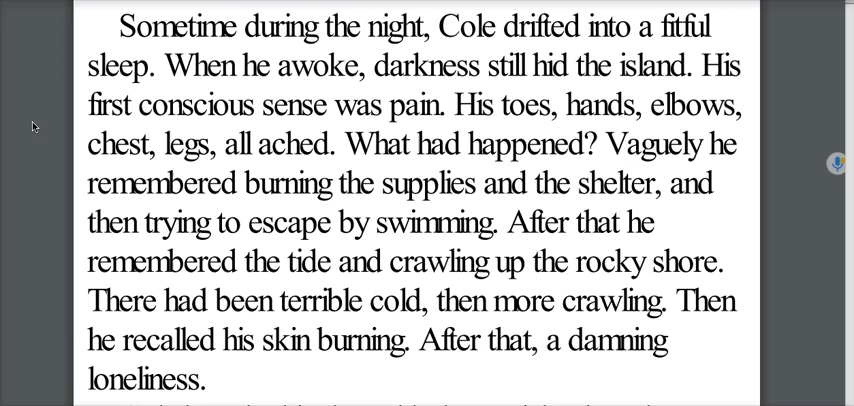 Sometime during the night, Cole drifted into a fitful
sleep. When he awoke, darkness still hid the island. His
first conscious sense was pain. His toes, hands, elbows,
chest, legs, all ached. What had happened? Vaguely he
remembered burning the supplies and the shelter, and
then trying to escape by swimming. After that he
remembered the tide and crawling up the rocky shore.
There had been terrible cold, then more crawling. Then
he recalled his skin burning. After that, a damning
loneliness.